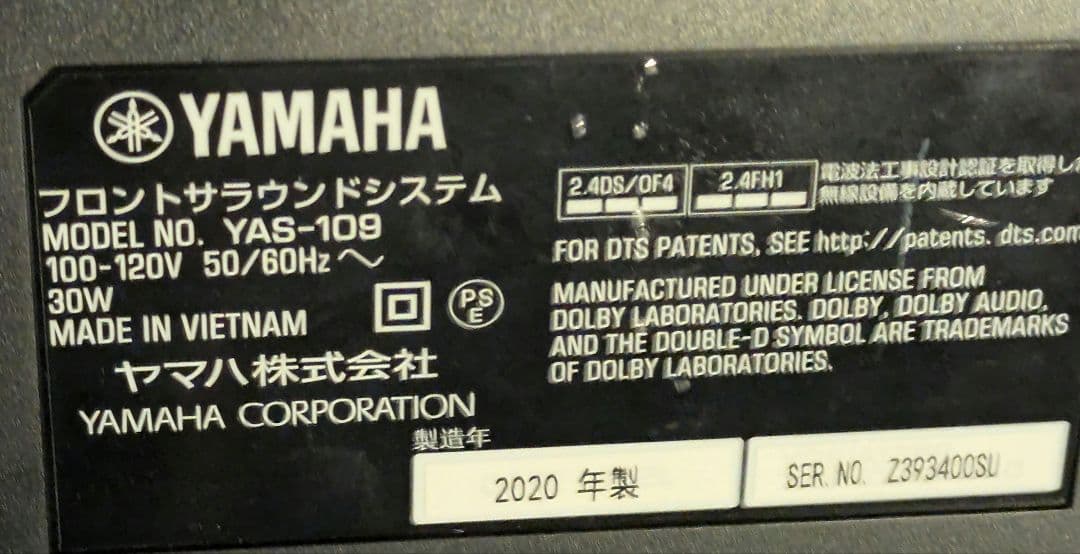 YAMAHA
フロントサラウンドシステム
MODEL NO. YAS-109
100-120V 50/60Hz ～
30W
MADE IN VIETNAM
PS
E
ヤマハ株式会社
YAMAHA CORPORATION
2.4DS/OF4
2.4FH1
電波法工事設計認証を取得した
無線設備を内蔵しています
FOR DTS PATENTS, SEE http://patents.dts.com
MANUFACTURED UNDER LICENSE FROM
DOLBY LABORATORIES. DOLBY, DOLBY AUDIO,
AND THE DOUBLE-D SYMBOL ARE TRADEMARKS
OF DOLBY LABORATORIES.
製造年
2020 年製
SER. NO. Z393400SU